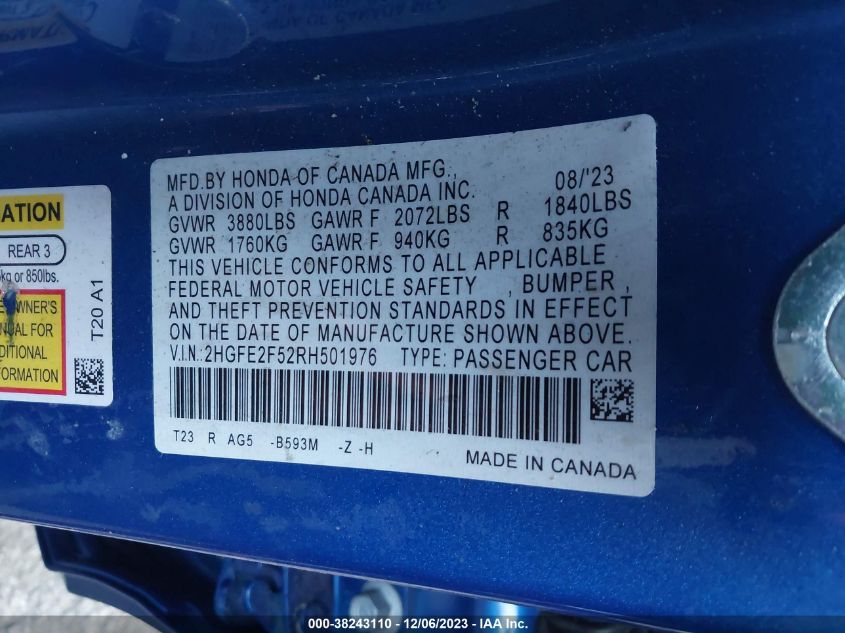 MFD.BY HONDA OF CANADA MFG., 08/'23
A DIVISION OF HONDA CANADA INC.
GVWR 3880LBS GAWR F 2072LBS R 1840LBS
GVWR 1760KG GAWR F 940KG R 835KG
THIS VEHICLE CONFORMS TO ALL APPLICABLE
FEDERAL MOTOR VEHICLE SAFETY , BUMPER ,
AND THEFT PREVENTION STANDARDS IN EFFECT
ON THE DATE OF MANUFACTURE SHOWN ABOVE.
V.I.N.:2HGFE2F52RH501976 TYPE: PASSENGER CAR
T23 R AG5 -B593M -Z -H
MADE IN CANADA
ATION
REAR 3
kg or 850lbs.
OWNER'S
FOR
DITIONAL
FORMATION
T20 A1
000-38243110 - 12/06/2023 - IAA Inc.